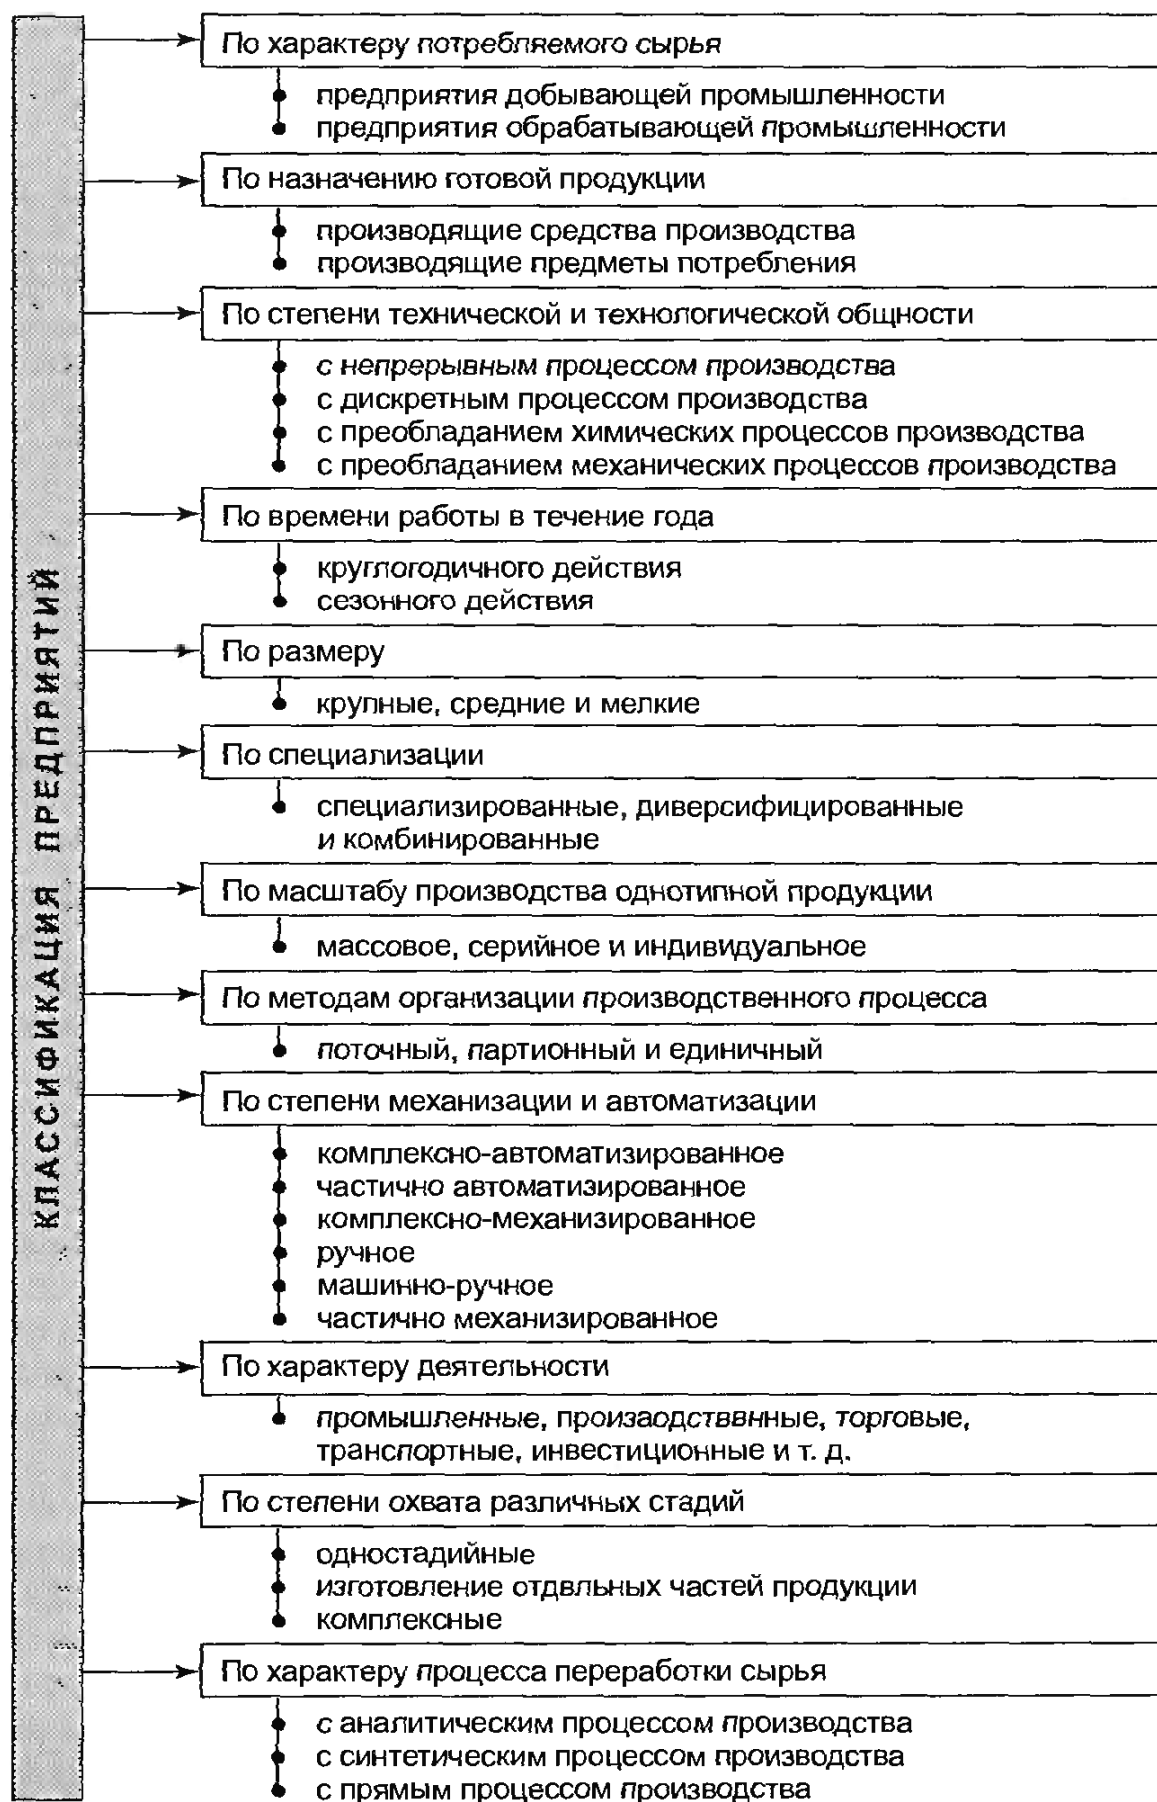 КЛАССИФИКАЦИЯ ПРЕДПРИЯТИЙ
По характеру потребляемого сырья
предприятия добывающей промышленности
предприятия обрабатывающей промышленности
По назначению готовой продукции
производящие средства производства
производящие предметы потребления
По степени технической и технологической общности
с непрерывным процессом производства
с дискретным процессом производства
с преобладанием химических процессов производства
с преобладанием механических процессов производства
По времени работы в течение года
круглогодичного действия
сезонного действия
По размеру
крупные, средние и мелкие
По специализации
специализированные, диверсифицированные
и комбинированные
По масштабу производства однотипной продукции
массовое, серийное и индивидуальное
По методам организации производственного процесса
поточный, партионный и единичный
По степени механизации и автоматизации
комплексно-автоматизированное
частично автоматизированное
комплексно-механизированное
ручное
машинно-ручное
частично механизированное
По характеру деятельности
промышленные, произаодстввнные, торговые,
транспортные, инвестиционные и т. д.
По степени охвата различных стадий
одностадийные
изготовление отдвльных частей продукции
комплексные
По характеру процесса переработки сырья
с аналитическим процессом производства
с синтетическим процессом производства
с прямым процессом производства